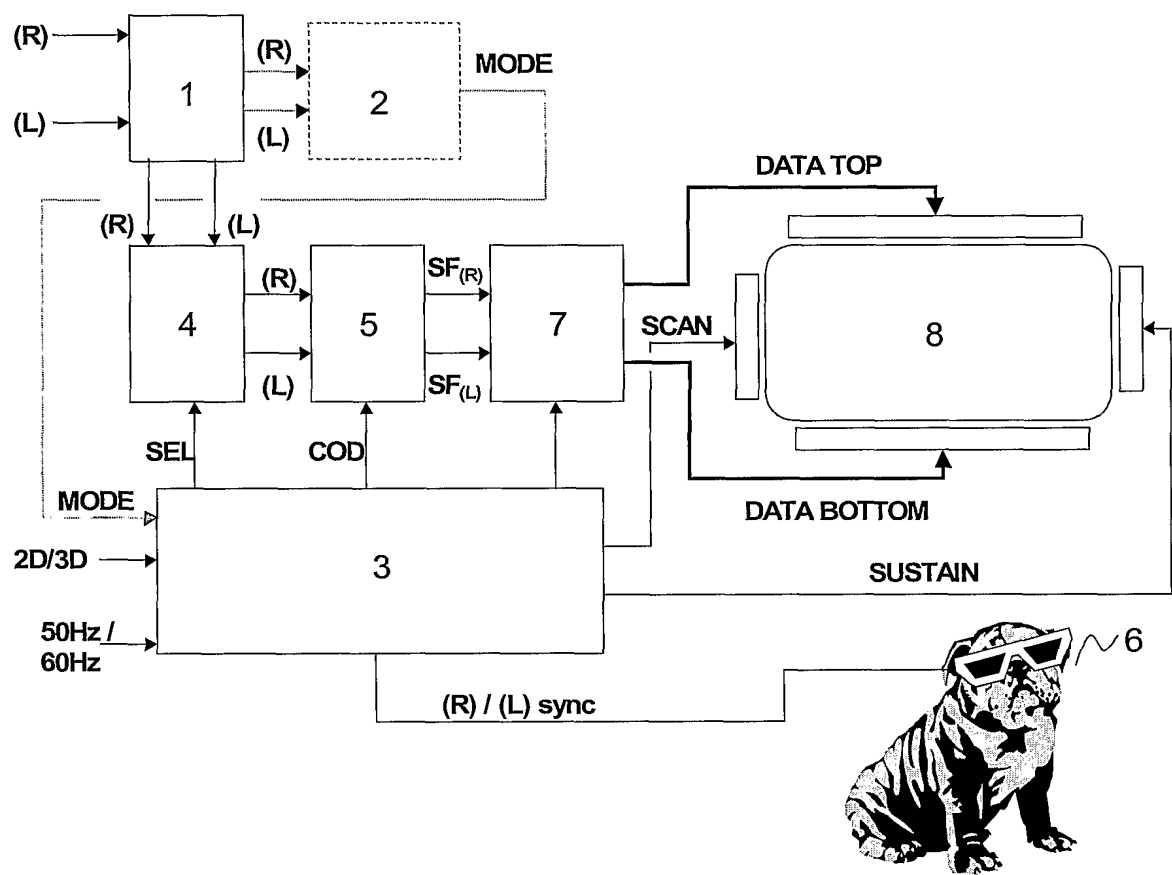 (R)
(R)
MODE
1
2
(L)
(L)
DATA TOP
(R)
(L)
(R)
SF(R)
4
5
7
SCAN
8
(L)
SF(L)
SEL
COD
MODE
DATA BOTTOM
2D/3D
3
SUSTAIN
50Hz /
60Hz
6
(R) / (L) sync